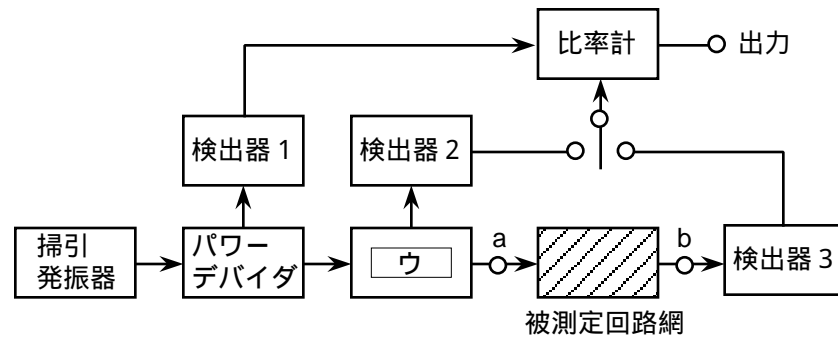 比率計
出力
検出器 1
検出器 2
掃引
発振器
パワー
デバイダ
ウ
a
b
検出器 3
被測定回路網